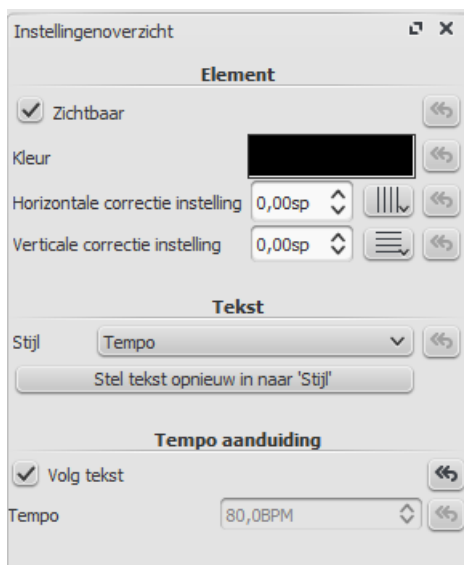 Instellingenoverzicht
Element
Zichtbaar
Kleur
Horizontale correctie instelling 0,00sp
Verticale correctie instelling 0,00sp
Tekst
Stijl Tempo
Stel tekst opnieuw in naar 'Stijl'
Tempo aanduiding
Volg tekst
Tempo 80,0BPM